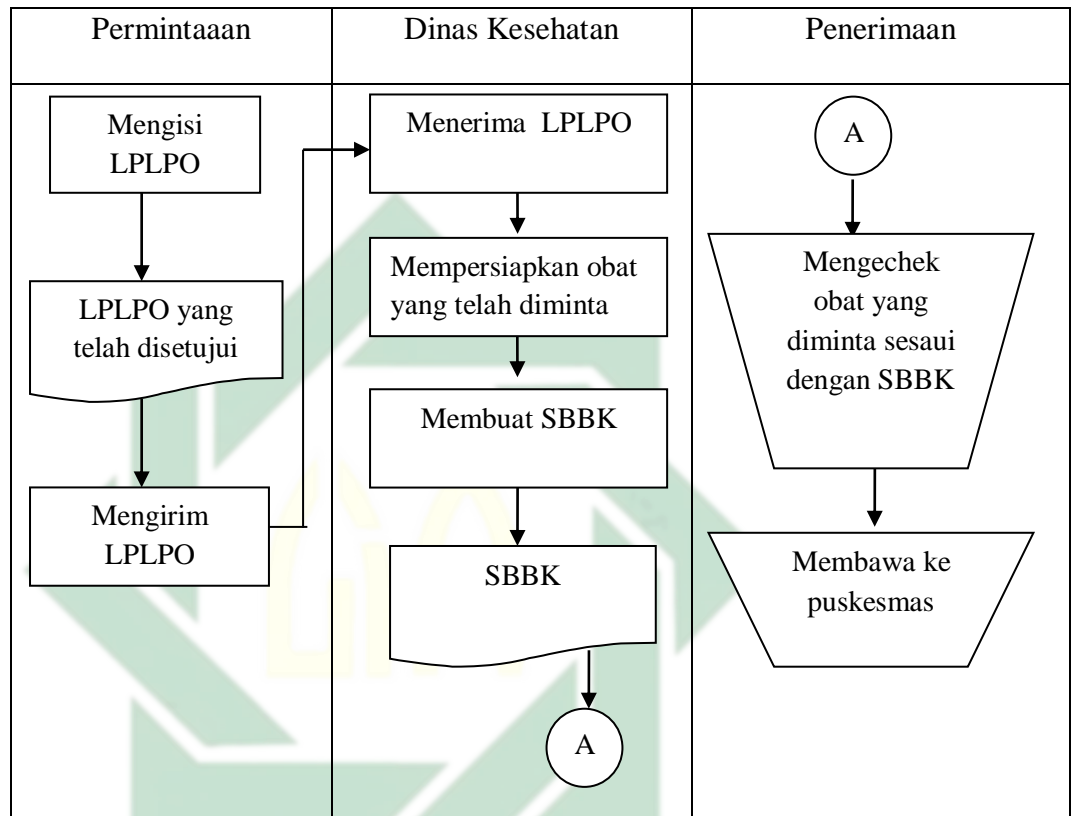 Permintaaan
Dinas Kesehatan
Penerimaan
Mengisi
LPLPO
LPLPO yang
telah disetujui
Mengirim
LPLPO
Menerima LPLPO
Mempersiapkan obat
yang telah diminta
Membuat SBBK
SBBK
A
A
Mengechek
obat yang
diminta sesaui
dengan SBBK
Membawa ke
puskesmas